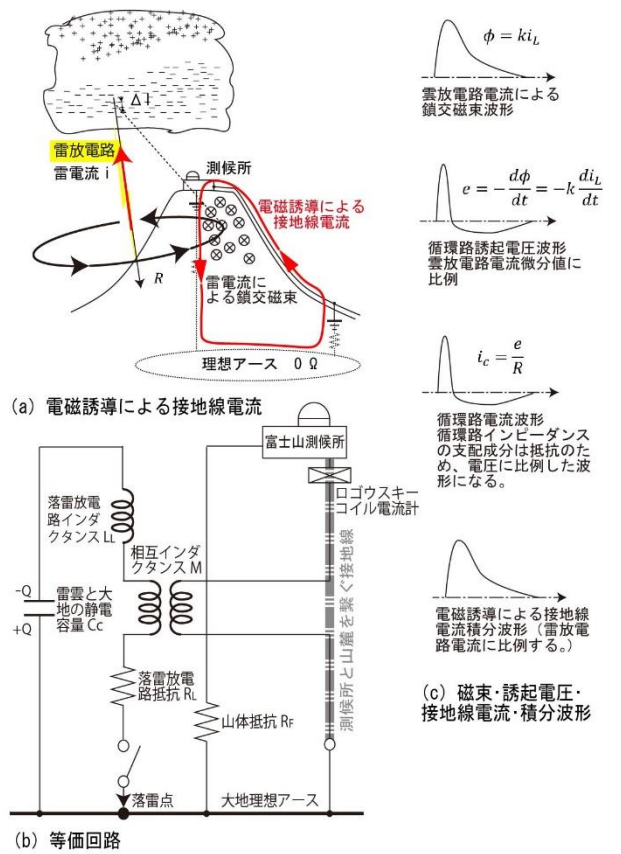 Δl
雷放電路
雷電流 i
測候所
電磁誘導による
接地線電流
R
雷電流に
よる鎖交磁束
理想アース 0 Ω
(a) 電磁誘導による接地線電流
富士山測候所
ロゴウスキー
コイル電流計
落雷放電
路インダ
クタンス LL
相互インダ
クタンス M
-Q
+Q
雷雲と大
地の静電
容量 Cc
測候所と山麓を繋ぐ接地線
落雷放電
路抵抗 RL
山体抵抗 RF
落雷点
大地理想アース
(b) 等価回路
ϕ = kiL
雲放電路電流による
鎖交磁束波形
e = −dϕ/dt = −k diL/dt
循環路誘起電圧波形
雲放電路電流微分値に
比例
ic = e/R
循環路電流波形
循環路インピーダンス
の支配成分は抵抗のた
め、電圧に比例した波
形になる。
電磁誘導による接地線
電流積分波形（雷放電
路電流に比例する。）
(c) 磁束・誘起電圧・
接地線電流・積分波形